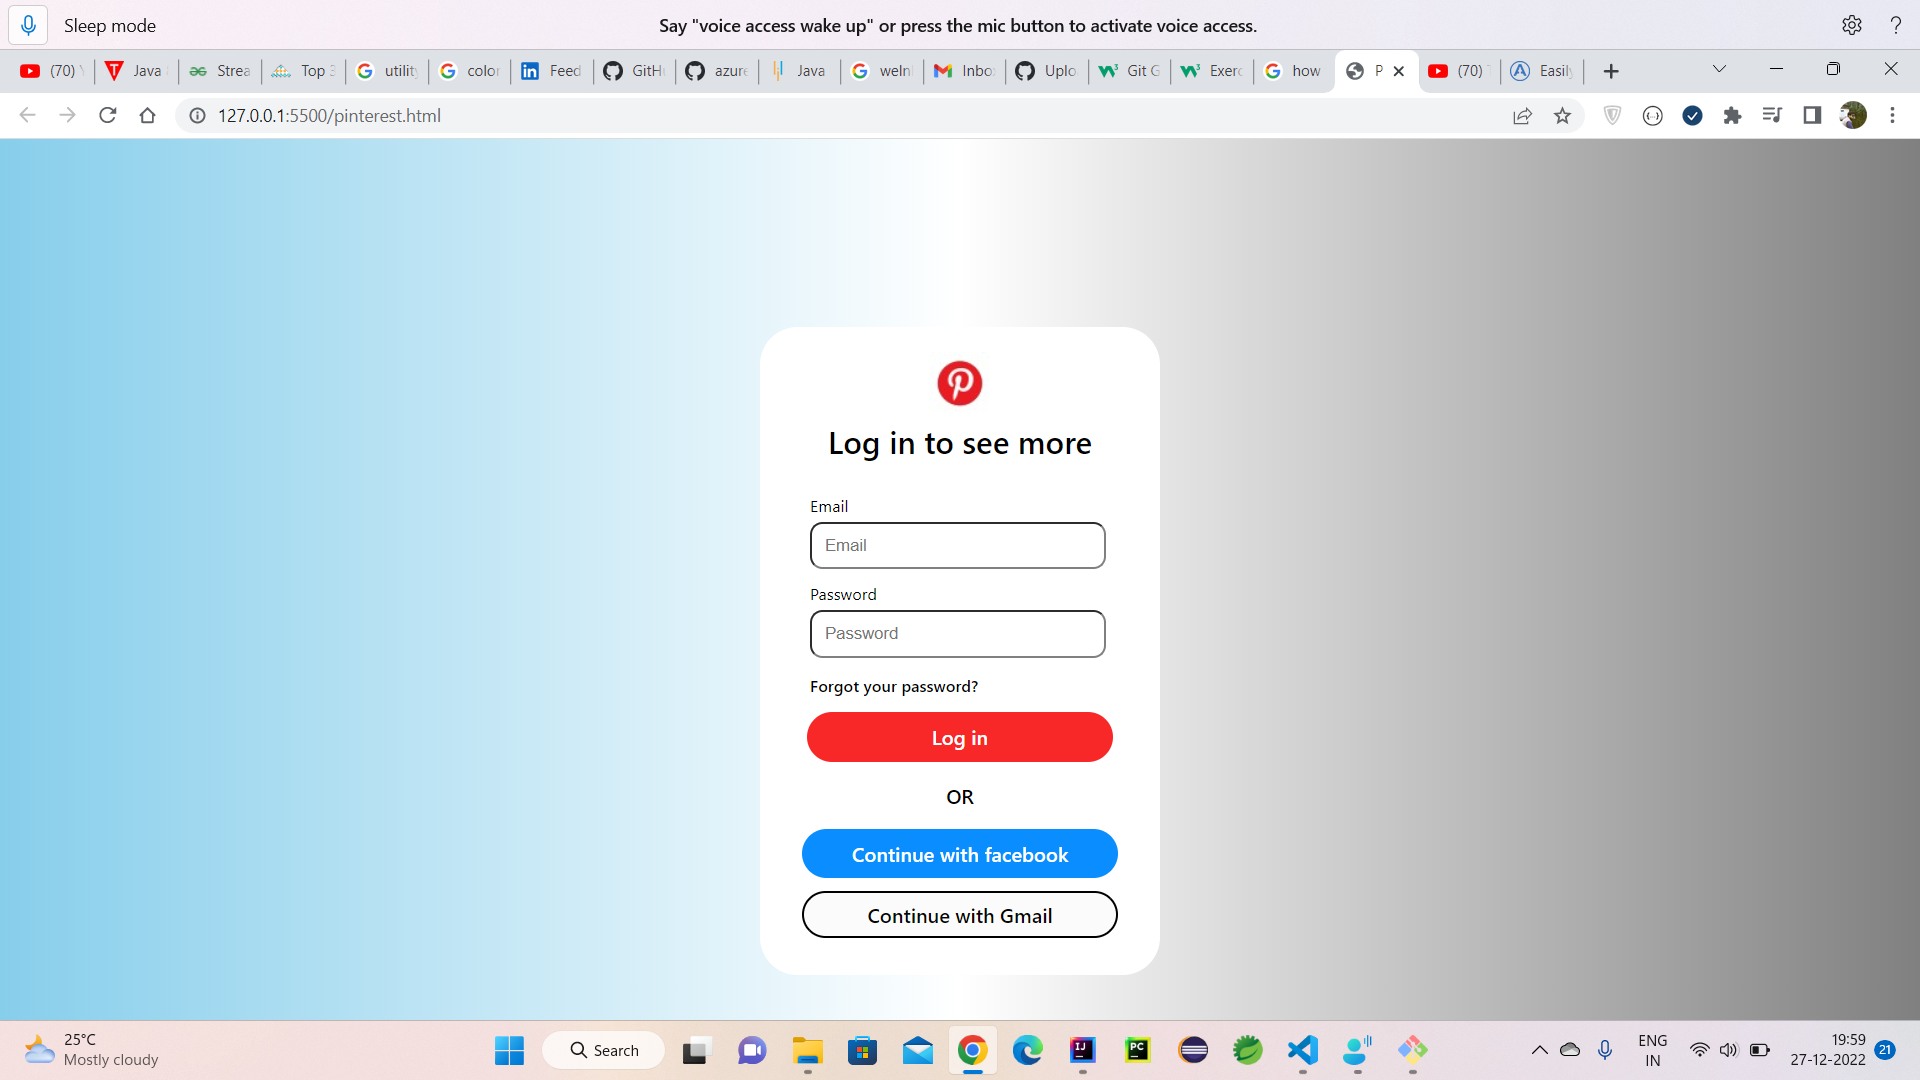 Sleep mode
Say "voice access wake up" or press the mic button to activate voice access.
(70) Java Strea Top 3 utility color Feed GitHu azure Java weln Inbo Uplo Git G Exerc how P (70) Easily
127.0.0.1:5500/pinterest.html
Log in to see more
Email
Email
Password
Password
Forgot your password?
Log in
OR
Continue with facebook
Continue with Gmail
25°C
Mostly cloudy
Search
ENG
IN
19:59
27-12-2022
21